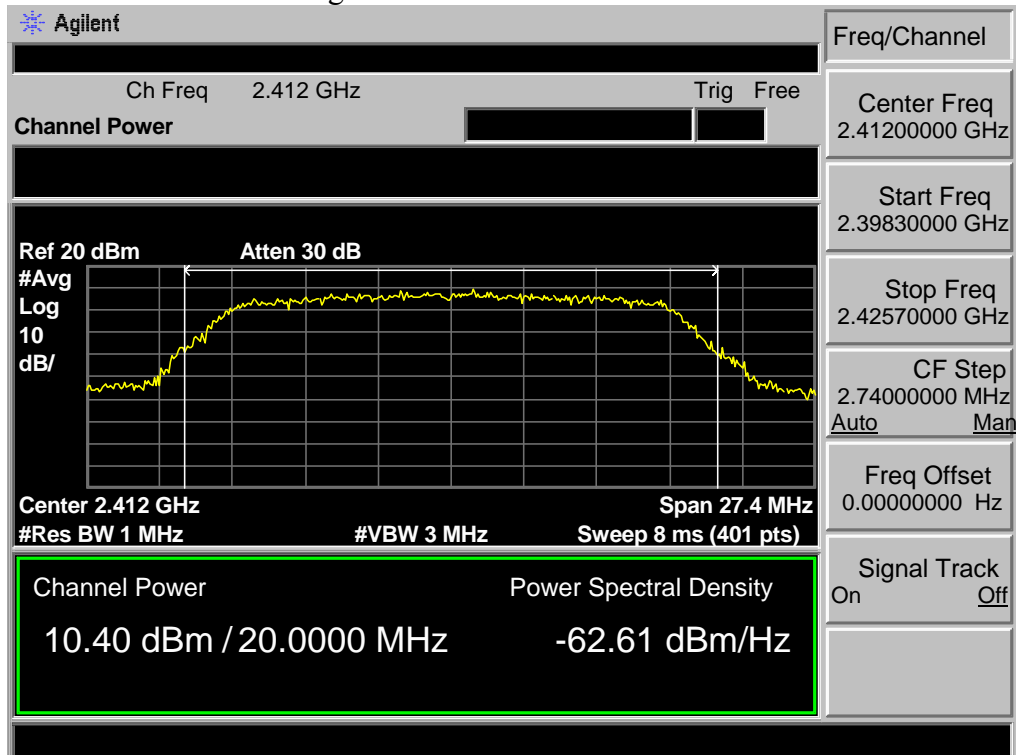 Agilent
Freq/Channel
Ch Freq 2.412 GHz Trig Free
Channel Power
Center Freq
2.41200000 GHz
Start Freq
2.39830000 GHz
Ref 20 dBm Atten 30 dB
#Avg
Log
10
dB/
Stop Freq
2.42570000 GHz
CF Step
2.74000000 MHz
Auto Man
Center 2.412 GHz Span 27.4 MHz
#Res BW 1 MHz #VBW 3 MHz Sweep 8 ms (401 pts)
Freq Offset
0.00000000 Hz
Channel Power Power Spectral Density
10.40 dBm / 20.0000 MHz -62.61 dBm/Hz
Signal Track
On Off